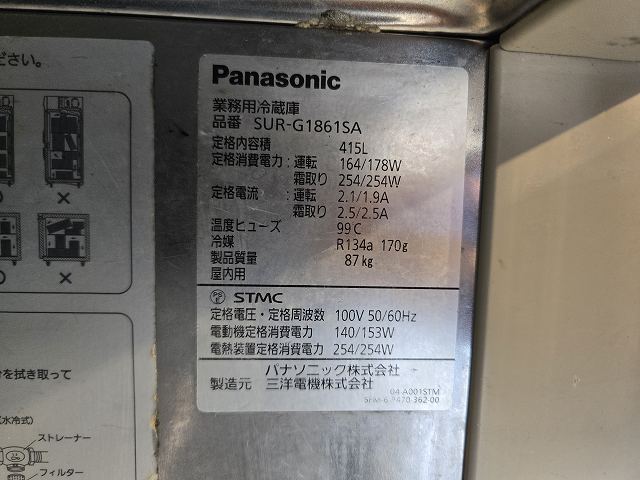 ださい。
Panasonic
業務用冷蔵庫
品番 SUR-G1861SA
定格内容積 415L
定格消費電力：運転 164/178W
霜取り 254/254W
定格電流：運転 2.1/1.9A
霜取り 2.5/2.5A
温度ヒューズ 99℃
冷媒 R134a 170g
製品質量 87kg
屋内用
PS E STMC
定格電圧・定格周波数 100V 50/60Hz
電動機定格消費電力 140/153W
電熱装置定格消費電力 254/254W
パナソニック株式会社
製造元 三洋電機株式会社
04-A001STM
を拭き取って
水冷式)
ストレーナー
フィルター